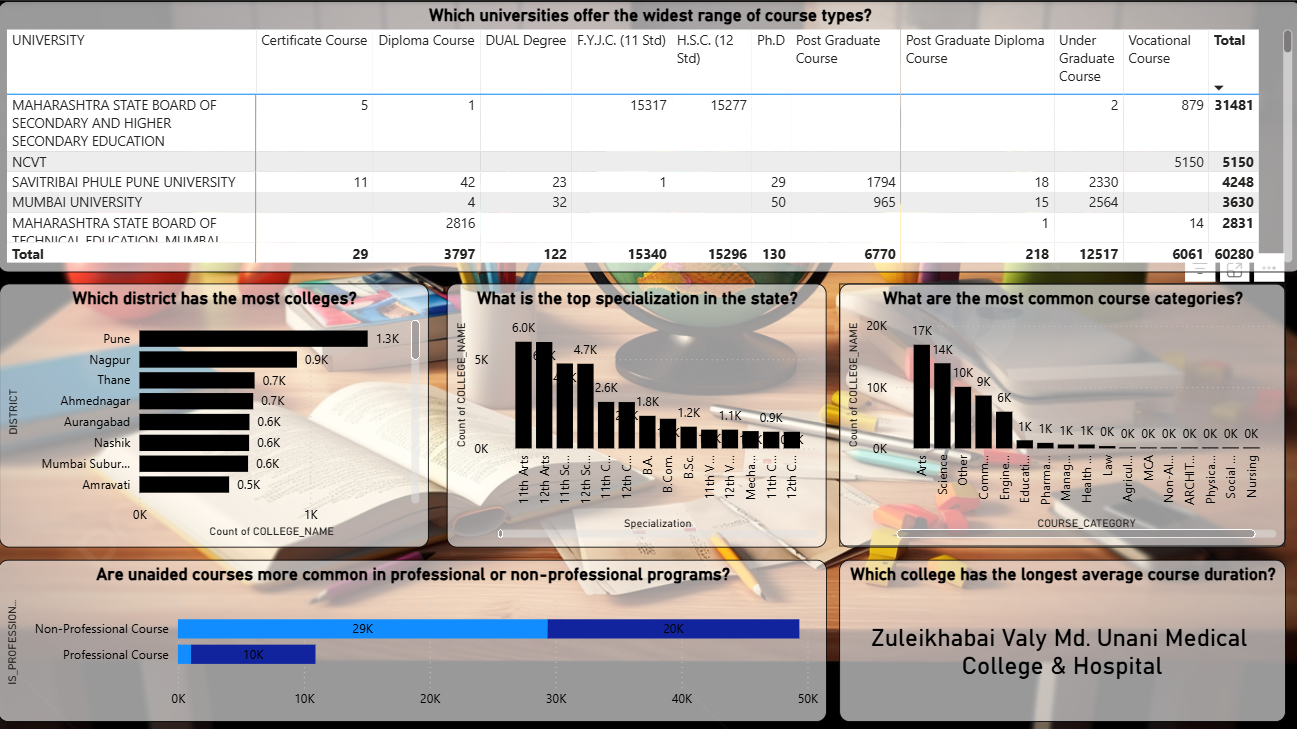 Which universities offer the widest range of course types?
UNIVERSITY Certificate Course Diploma Course DUAL Degree F.Y.J.C. (11 Std) H.S.C. (12 Std) Ph.D Post Graduate Course Post Graduate Diploma Course Under Graduate Course Vocational Course Total
MAHARASHTRA STATE BOARD OF SECONDARY AND HIGHER SECONDARY EDUCATION 5 1 15317 15277 2 879 31481
NCVT 5150 5150
SAVITRIBAI PHULE PUNE UNIVERSITY 11 42 23 1 29 1794 18 2330 4248
MUMBAI UNIVERSITY 4 32 50 965 15 2564 3630
MAHARASHTRA STATE BOARD OF TECHNICAL EDUCATION, MUMBAI 2816 1 14 2831
Total 29 3797 122 15340 15296 130 6770 218 12517 6061 60280
Which district has the most colleges?
DISTRICT
Pune 1.3K
Nagpur 0.9K
Thane 0.7K
Ahmednagar 0.7K
Aurangabad 0.6K
Nashik 0.6K
Mumbai Subur... 0.6K
Amravati 0.5K
0K 1K
Count of COLLEGE_NAME
What is the top specialization in the state?
Count of COLLEGE_NAME
5K
0K
6.0K 4.7K 2.6K 1.8K 1.2K 1.1K 0.9K
11th Arts
12th Arts
11th Sc...
12th Sc...
11th C...
12th C...
B.A.
B.Com.
B.Sc.
11th V...
12th V...
Mecha...
11th C...
12th C...
Specialization
What are the most common course categories?
Count of COLLEGE_NAME
20K
10K
0K
17K 14K 10K 9K 6K 1K 1K 1K 1K 0K 0K 0K 0K 0K 0K 0K 0K
Arts
Science
Other
Comm...
Engine...
Educati...
Pharma...
Manag...
Health ...
Law
Agricul...
MCA
Non-Al...
ARCHIT...
Physica...
Social ...
Nursing
COURSE_CATEGORY
Are unaided courses more common in professional or non-professional programs?
IS_PROFESSION...
Non-Professional Course 29K 20K
Professional Course 10K
0K 10K 20K 30K 40K 50K
Which college has the longest average course duration?
Zuleikhabai Valy Md. Unani Medical
College & Hospital